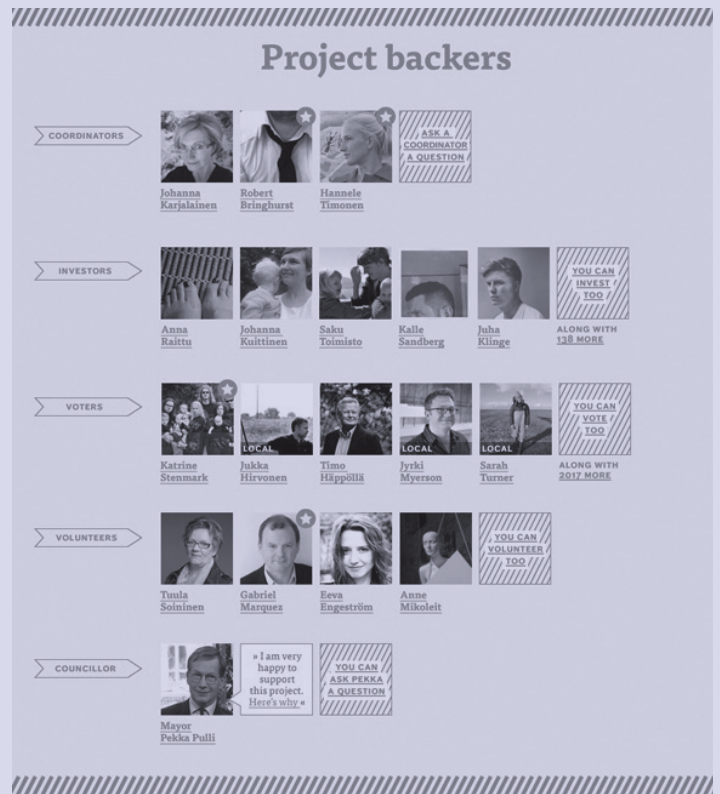 Project backers
COORDINATORS
ASK A
COORDINATOR
A QUESTION
Johanna
Karjalainen
Robert
Bringhurst
Hannele
Timonen
INVESTORS
YOU CAN
INVEST
TOO
Anna
Raittu
Johanna
Kuittinen
Saku
Toimisto
Kalle
Sandberg
Juha
Klinge
ALONG WITH
138 MORE
VOTERS
LOCAL
LOCAL
LOCAL
YOU CAN
VOTE
TOO
Katrine
Stenmark
Jukka
Hirvonen
Timo
Häppöllä
Jyrki
Myerson
Sarah
Turner
ALONG WITH
2017 MORE
VOLUNTEERS
YOU CAN
VOLUNTEER
TOO
Tuula
Soininen
Gabriel
Marquez
Eeva
Engeström
Anne
Mikoleit
COUNCILLOR
» I am very
happy to
support
this project.
Here's why «
YOU CAN
ASK PEKKA
A QUESTION
Mayor
Pekka Pulli